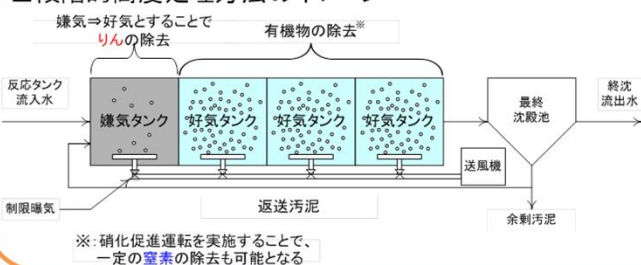 嫌気⇒好気とすることで
りんの除去
有機物の除去※
反応タンク
流入水
嫌気タンク
好気タンク
好気タンク
好気タンク
最終
沈殿池
終沈
流出水
送風機
制限曝気
返送汚泥
余剰汚泥
※:硝化促進運転を実施することで、
一定の窒素の除去も可能となる